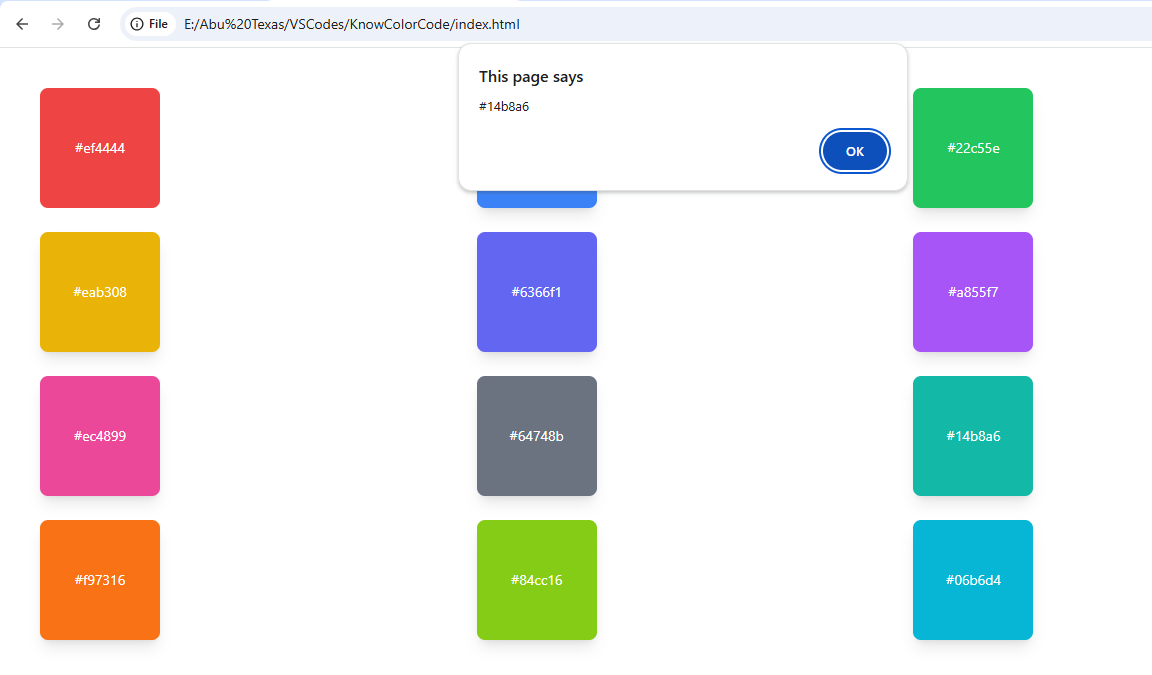 File E:/Abu%20Texas/VSCodes/KnowColorCode/index.html
This page says
#14b8a6
OK
#ef4444 #22c55e
#eab308 #6366f1 #a855f7
#ec4899 #64748b #14b8a6
#f97316 #84cc16 #06b6d4